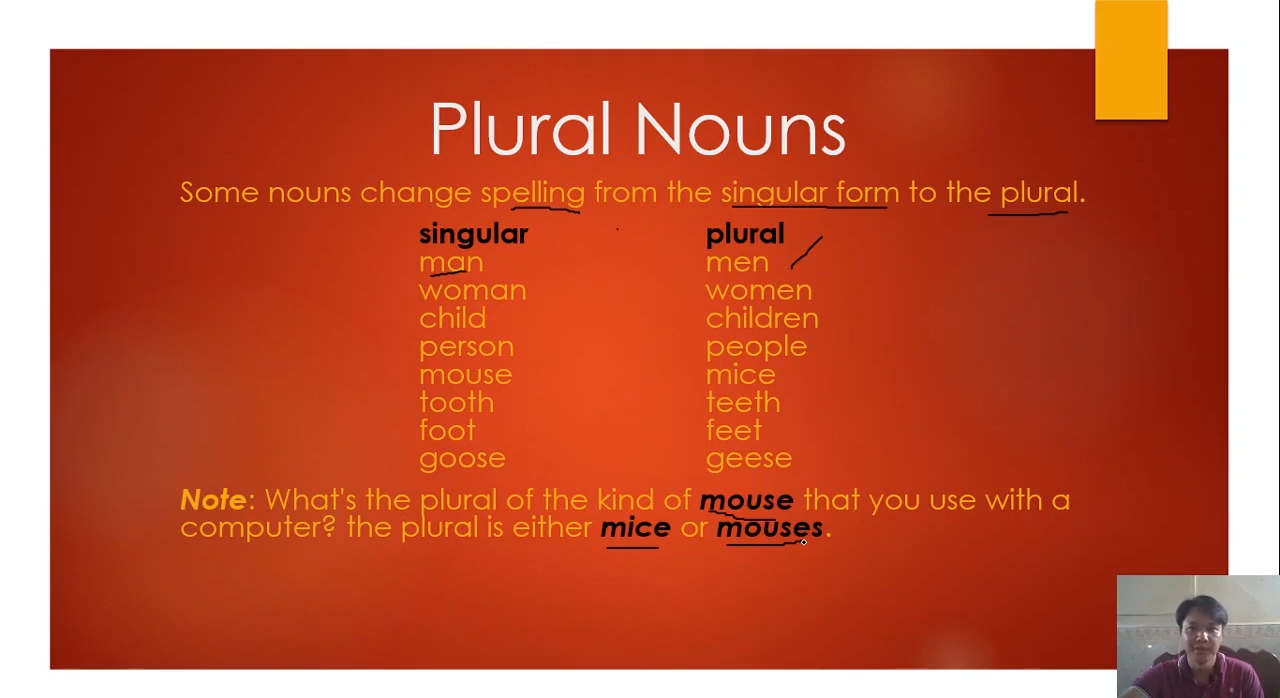 Plural Nouns
Some nouns change spelling from the singular form to the plural.
singular plural
man men
woman women
child children
person people
mouse mice
tooth teeth
foot feet
goose geese
Note: What's the plural of the kind of mouse that you use with a
computer? the plural is either mice or mouses.